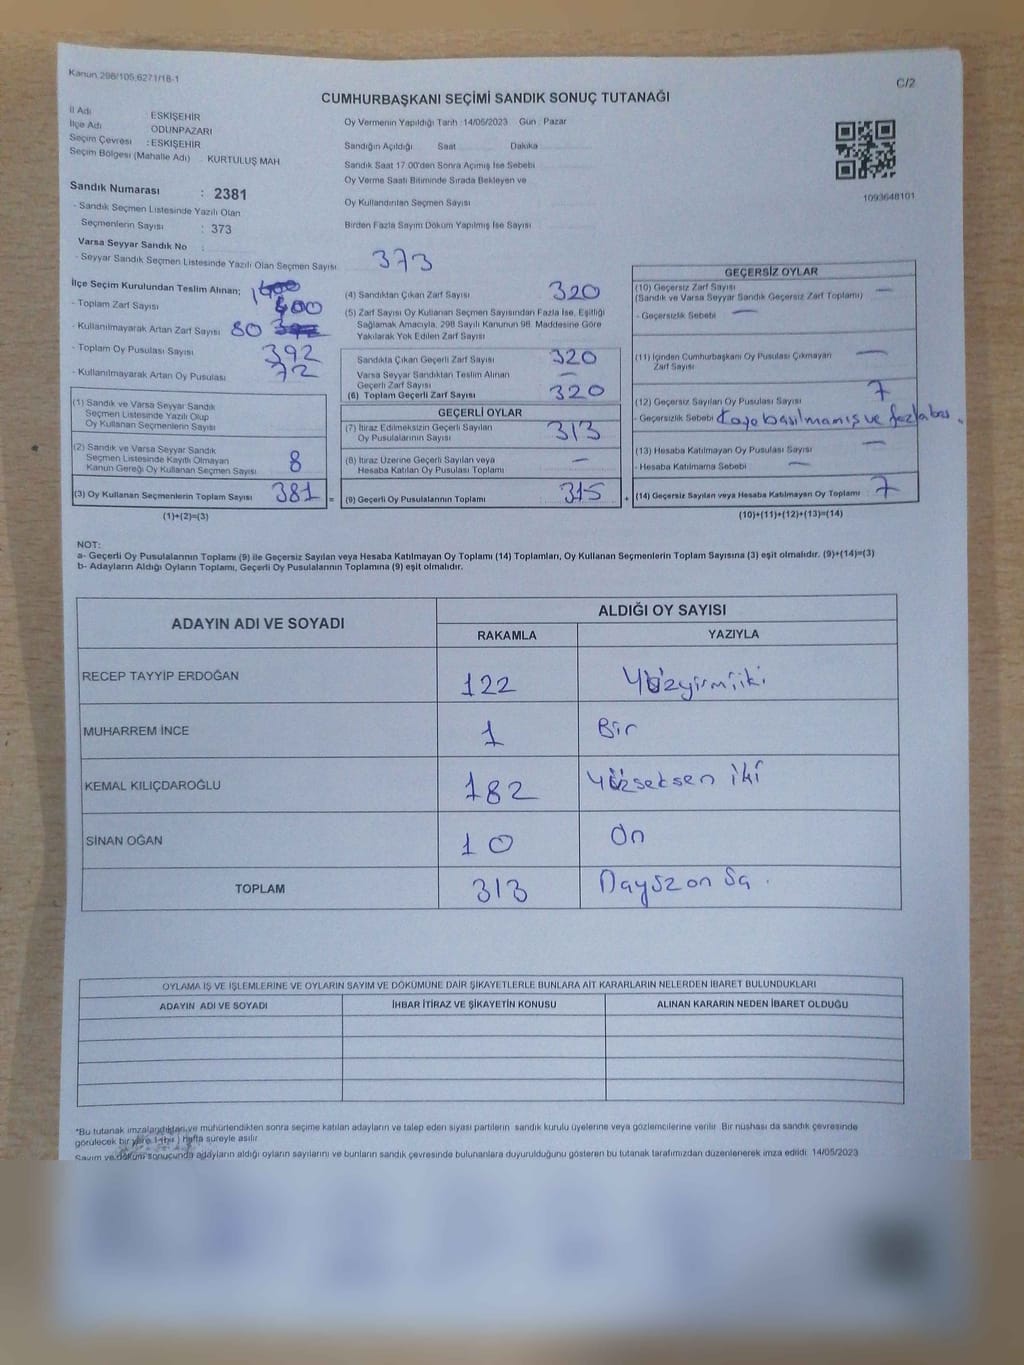 Kanun 298/105,6271/18-1
C/2
CUMHURBAŞKANI SEÇİMİ SANDIK SONUÇ TUTANAĞI
İl Adı ESKİŞEHİR
İlçe Adı ODUNPAZARI
Seçim Çevresi : ESKİŞEHİR
Seçim Bölgesi (Mahalle Adı) KURTULUŞ MAH
Oy Vermenin Yapıldığı Tarih :14/05/2023 Gün : Pazar
Sandığın Açıldığı Saat Dakika
Sandık Saat 17:00'den Sonra Açımış İse Sebebi
Oy Verme Saati Bitiminde Sırada Bekleyen ve
Oy Kullandırılan Seçmen Sayısı
Birden Fazla Sayım Döküm Yapılmış İse Sayısı
1093648101
Sandık Numarası : 2381
- Sandık Seçmen Listesinde Yazılı Olan
Seçmenlerin Sayısı : 373
Varsa Seyyar Sandık No :
- Seyyar Sandık Seçmen Listesinde Yazılı Olan Seçmen Sayısı 373
İlçe Seçim Kurulundan Teslim Alınan;
- Toplam Zarf Sayısı 400
- Kullanılmayarak Artan Zarf Sayısı 80
- Toplam Oy Pusulası Sayısı 392
- Kullanılmayarak Artan Oy Pusulası 72
(1) Sandık ve Varsa Seyyar Sandık
Seçmen Listesinde Yazılı Olup
Oy Kullanan Seçmenlerin Sayısı
(2) Sandık ve Varsa Seyyar Sandık
Seçmen Listesinde Kayıtlı Olmayan
Kanun Gereği Oy Kullanan Seçmen Sayısı 8
(3) Oy Kullanan Seçmenlerin Toplam Sayısı 381 =
(1)+(2)=(3)
(4) Sandıktan Çıkan Zarf Sayısı 320
(5) Zarf Sayısı Oy Kulanan Seçmen Sayısından Fazla İse, Eşitliği
Sağlamak Amacıyla, 298 Sayılı Kanunun 98. Maddesine Göre
Yakılarak Yok Edilen Zarf Sayısı
Sandıkta Çıkan Geçerli Zarf Sayısı 320
Varsa Seyyar Sandıktan Teslim Alınan
Geçerli Zarf Sayısı —
(6) Toplam Geçerli Zarf Sayısı 320
GEÇERLİ OYLAR
(7) İtiraz Edilmeksizin Geçerli Sayılan
Oy Pusulalarının Sayısı 313
(8) İtiraz Üzerine Geçerli Sayılan veya
Hesaba Katılan Oy Pusulası Toplamı —
(9) Geçerli Oy Pusulalarının Toplamı +
GEÇERSİZ OYLAR
(10) Geçersiz Zarf Sayısı —
(Sandık ve Varsa Seyyar Sandık Geçersiz Zarf Toplamı)
- Geçersizlik Sebebi —
(11) İçinden Cumhurbaşkanı Oy Pusulası Çıkmayan
Zarf Sayısı —
(12) Geçersiz Sayılan Oy Pusulası Sayısı 7
- Geçersizlik Sebebi basılmamış ve fazla
(13) Hesaba Katılmayan Oy Pusulası Sayısı —
- Hesaba Katılmama Sebebi —
(14) Geçersiz Sayılan veya Hesaba Katılmayan Oy Toplamı 7
(10)+(11)+(12)+(13)=(14)
NOT:
a- Geçerli Oy Pusulalarının Toplamı (9) ile Geçersiz Sayılan veya Hesaba Katılmayan Oy Toplamı (14) Toplamları, Oy Kullanan Seçmenlerin Toplam Sayısına (3) eşit olmalıdır. (9)+(14)=(3)
b- Adayların Aldığı Oyların Toplamı, Geçerli Oy Pusulalarının Toplamına (9) eşit olmalıdır.
ADAYIN ADI VE SOYADI ALDIĞI OY SAYISI
RAKAMLA YAZIYLA
RECEP TAYYİP ERDOĞAN 122 Yüzyirmiiki
MUHARREM İNCE 1 Bir
KEMAL KILIÇDAROĞLU 182 Yüzseksen iki
SİNAN OĞAN 10 On
TOPLAM 313
OYLAMA İŞ VE İŞLEMLERİNE VE OYLARIN SAYIM VE DÖKÜMÜNE DAİR ŞİKAYETLERLE BUNLARA AİT KARARLARIN NELERDEN İBARET BULUNDUKLARI
ADAYIN ADI VE SOYADI İHBAR İTİRAZ VE ŞİKAYETİN KONUSU ALINAN KARARIN NEDEN İBARET OLDUĞU
*Bu tutanak imzalandıktan ve mühürlendikten sonra seçime katılan adayların ve talep eden siyasi partilerin sandık kurulu üyelerine veya gözlemcilerine verilir. Bir nüshası da sandık çevresinde
görülecek bir yere 1 (bir) hafta süreyle asılır
Sayım ve döküm sonucunda adayların aldığı oyların sayılarını ve bunların sandık çevresinde bulunanlara duyurulduğunu gösteren bu tutanak tarafımızdan düzenlenerek imza edildi. 14/05/2023